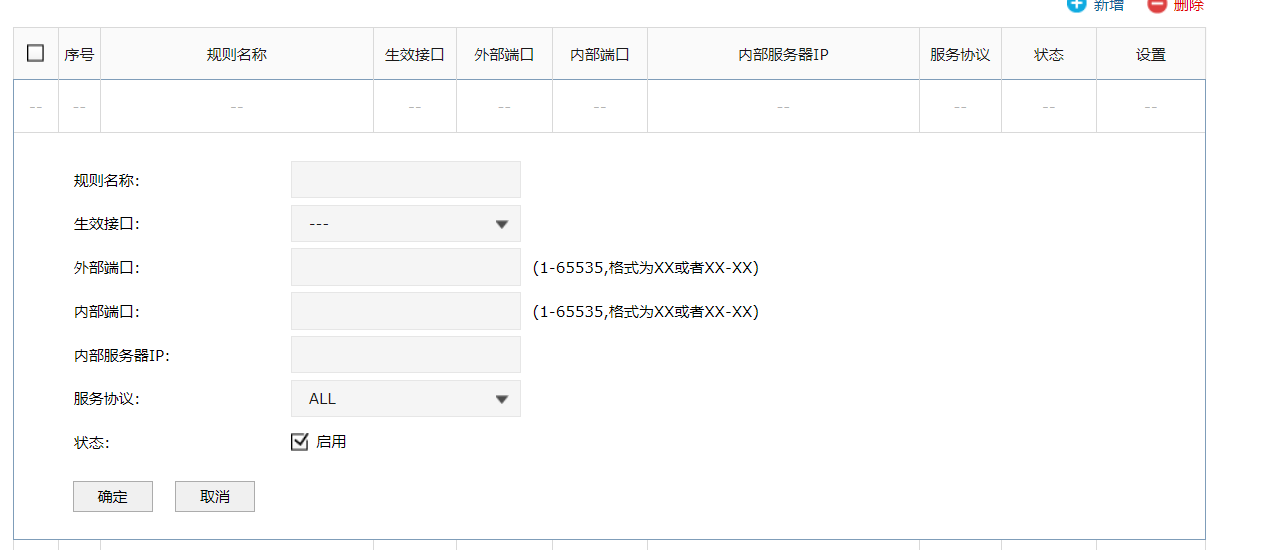 新增 删除
序号 规则名称 生效接口 外部端口 内部端口 内部服务器IP 服务协议 状态 设置
-- -- -- -- -- -- -- -- -- --
规则名称:
生效接口: ---
外部端口: (1-65535,格式为XX或者XX-XX)
内部端口: (1-65535,格式为XX或者XX-XX)
内部服务器IP:
服务协议: ALL
状态: 启用
确定 取消